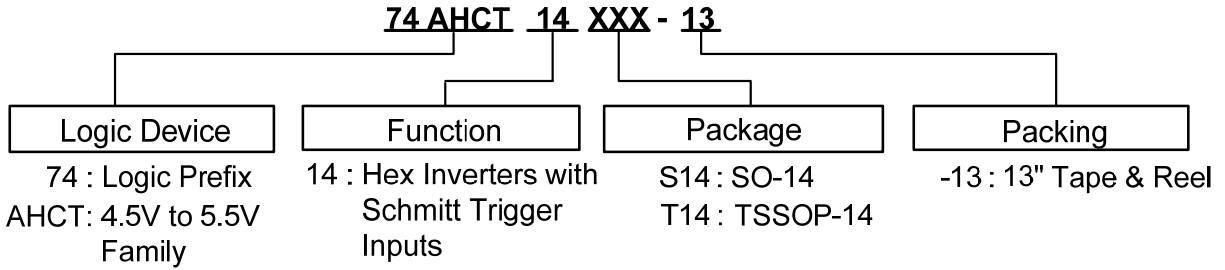 74 AHCT 14 XXX - 13
Logic Device
74 : Logic Prefix
AHCT: 4.5V to 5.5V
Family
Function
14 : Hex Inverters with
Schmitt Trigger
Inputs
Package
S14 : SO-14
T14 : TSSOP-14
Packing
-13 : 13" Tape & Reel